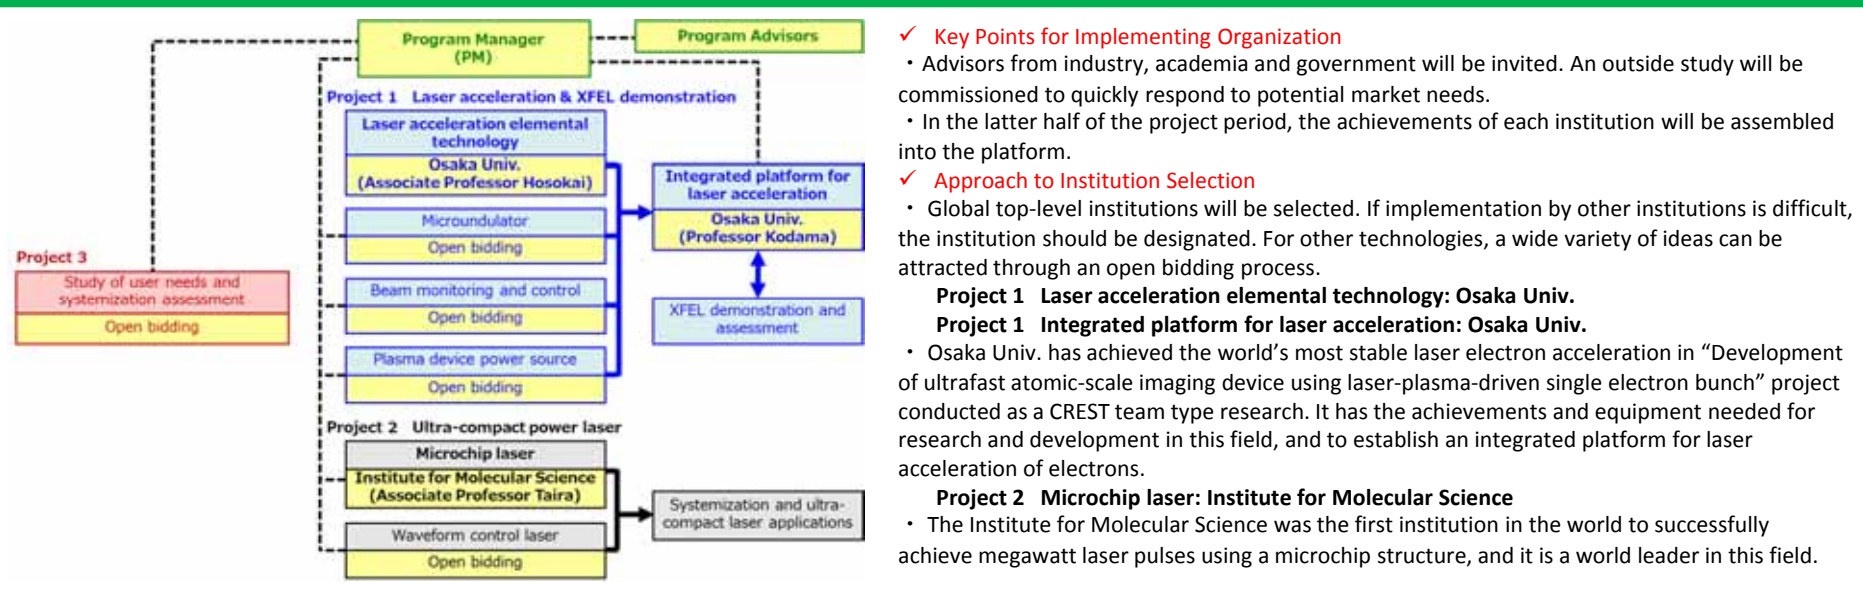 Program Manager
(PM)
Program Advisors
Project 1 Laser acceleration & XFEL demonstration
Laser acceleration elemental
technology
Osaka Univ.
(Associate Professor Hosokai)
Microundulator
Open bidding
Beam monitoring and control
Open bidding
Plasma device power source
Open bidding
Integrated platform for
laser acceleration
Osaka Univ.
(Professor Kodama)
XFEL demonstration and
assessment
Project 3
Study of user needs and
systemization assessment
Open bidding
Project 2 Ultra-compact power laser
Microchip laser
Institute for Molecular Science
(Associate Professor Taira)
Waveform control laser
Open bidding
Systemization and ultra-
compact laser applications
✓ Key Points for Implementing Organization
・Advisors from industry, academia and government will be invited. An outside study will be
commissioned to quickly respond to potential market needs.
・In the latter half of the project period, the achievements of each institution will be assembled
into the platform.
✓ Approach to Institution Selection
・ Global top-level institutions will be selected. If implementation by other institutions is difficult,
the institution should be designated. For other technologies, a wide variety of ideas can be
attracted through an open bidding process.
Project 1 Laser acceleration elemental technology: Osaka Univ.
Project 1 Integrated platform for laser acceleration: Osaka Univ.
・ Osaka Univ. has achieved the world’s most stable laser electron acceleration in “Development
of ultrafast atomic-scale imaging device using laser-plasma-driven single electron bunch” project
conducted as a CREST team type research. It has the achievements and equipment needed for
research and development in this field, and to establish an integrated platform for laser
acceleration of electrons.
Project 2 Microchip laser: Institute for Molecular Science
・ The Institute for Molecular Science was the first institution in the world to successfully
achieve megawatt laser pulses using a microchip structure, and it is a world leader in this field.